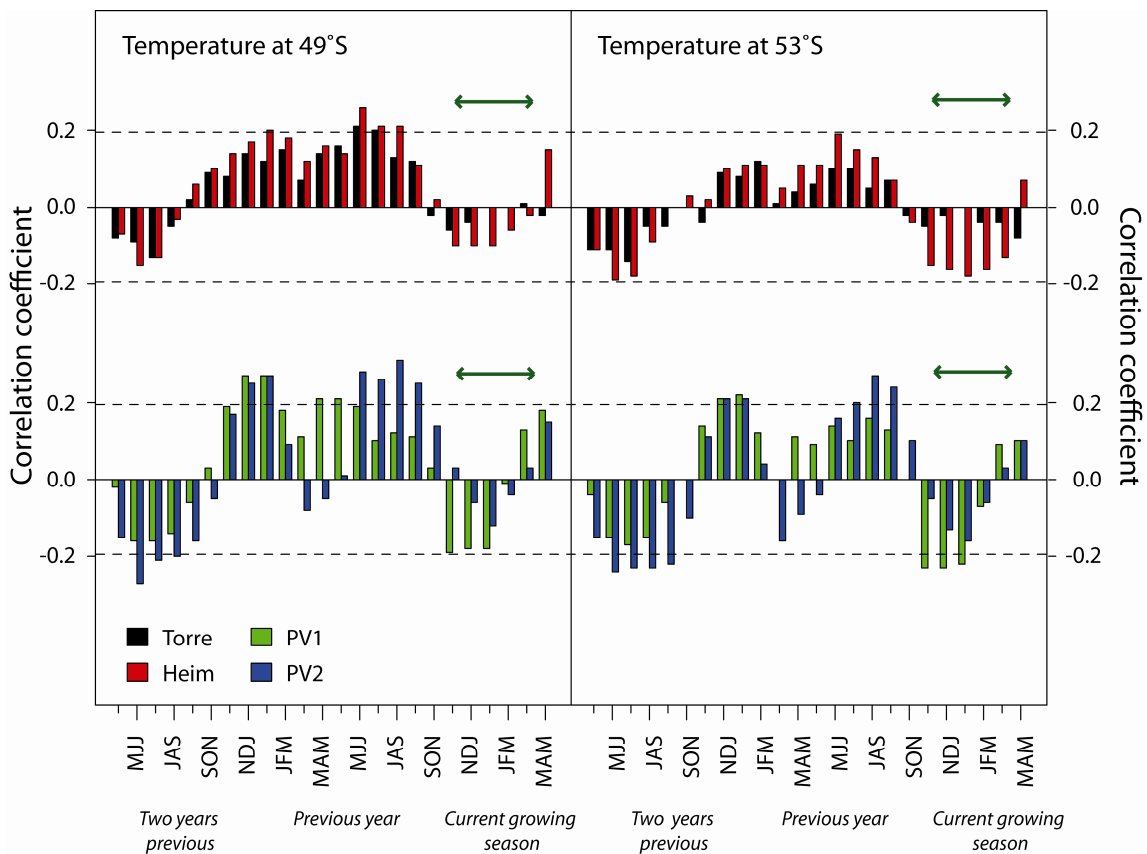 Temperature at 49˚S
Temperature at 53˚S
Correlation coefficient
0.2
0.0
-0.2
0.2
0.0
-0.2
0.2
0.0
-0.2
0.2
0.0
-0.2
Correlation coefficient
Torre
PV1
Heim
PV2
MJJ
JAS
SON
NDJ
JFM
MAM
MJJ
JAS
SON
NDJ
JFM
MAM
MJJ
JAS
SON
NDJ
JFM
MAM
MJJ
JAS
SON
NDJ
JFM
MAM
Two years
previous
Previous year
Current growing
season
Two years
previous
Previous year
Current growing
season